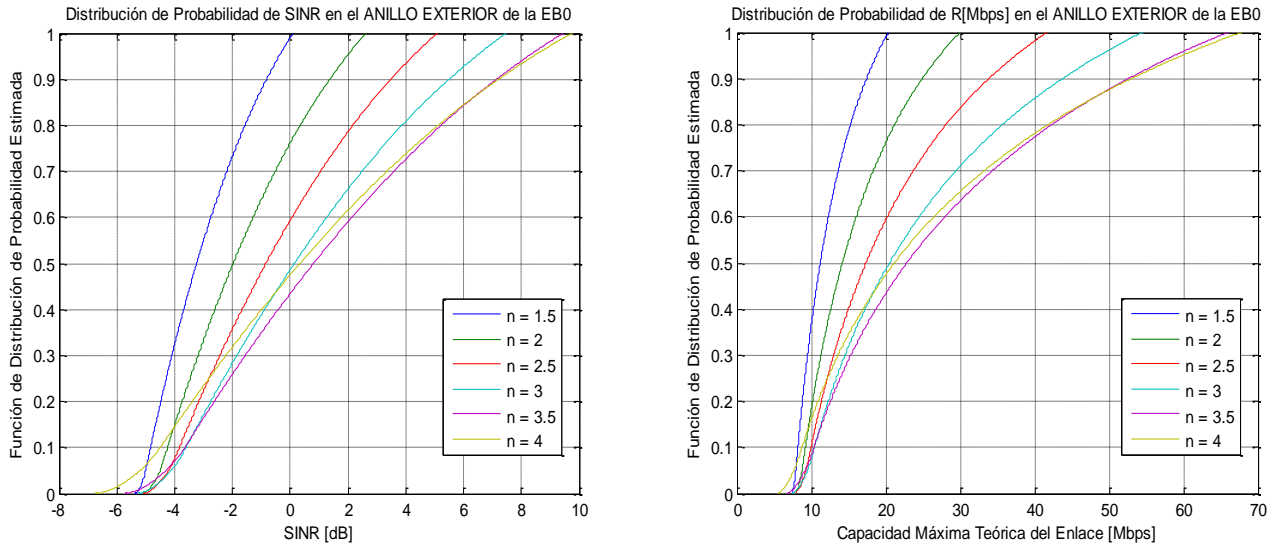 Distribución de Probabilidad de SINR en el ANILLO EXTERIOR de la EB0
Función de Distribución de Probabilidad Estimada
1
0.9
0.8
0.7
0.6
0.5
0.4
0.3
0.2
0.1
0
-8 -6 -4 -2 0 2 4 6 8 10
SINR [dB]
n = 1.5
n = 2
n = 2.5
n = 3
n = 3.5
n = 4
Distribución de Probabilidad de R[Mbps] en el ANILLO EXTERIOR de la EB0
Función de Distribución de Probabilidad Estimada
1
0.9
0.8
0.7
0.6
0.5
0.4
0.3
0.2
0.1
0
0 10 20 30 40 50 60 70
Capacidad Máxima Teórica del Enlace [Mbps]
n = 1.5
n = 2
n = 2.5
n = 3
n = 3.5
n = 4